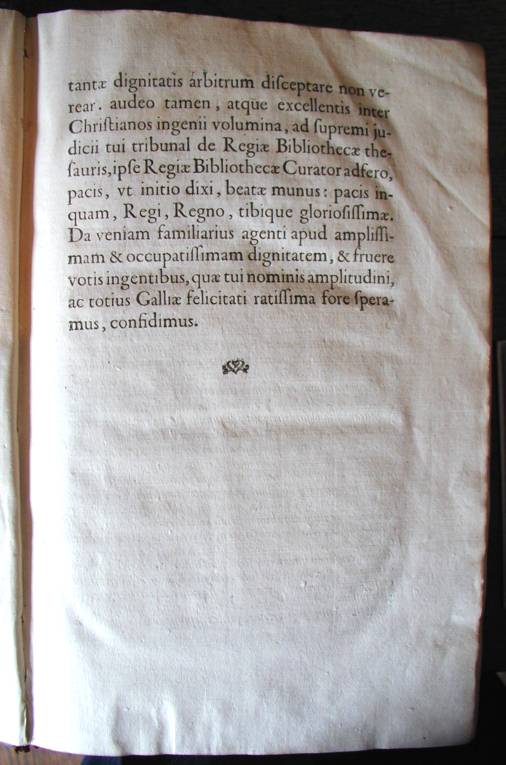 tantæ dignitatis árbitrum diſceptare non ve-
rear. audeo tamen, atque excellentis inter
Chriſtianos ingenii volumina, ad ſupremi ju-
dicii tui tribunal de Regiæ Bibliothecæ the-
ſauris, ipſe Regiæ Bibliothecæ Curator adfero,
pacis, vt initio dixi, beatæ munus: pacis in-
quam, Regi, Regno, tibique glorioſiſſimæ.
Da veniam familiarius agenti apud ampliſſi-
mam & occupatiſſimam dignitatem, & fruere
votis ingentibus, quæ tui nominis amplitudini,
ac totius Galliæ felicitati ratiſſima fore ſpera-
mus, confidimus.